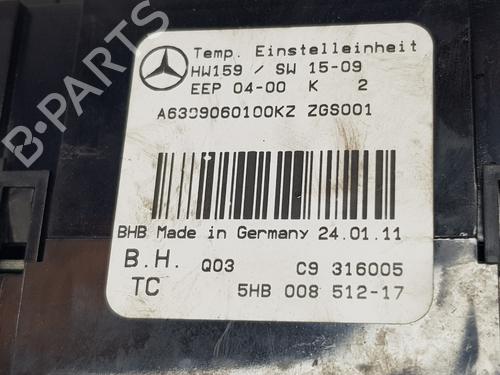 Temp. Einstelleinheit
HW159 / SW 15-09
EEP 04-00 K 2
A6399060100KZ ZGS001
BHB Made in Germany 24.01.11
B.H. Q03 C9 316005
TC 5HB 008 512-17
B-PARTS
B-PARTS